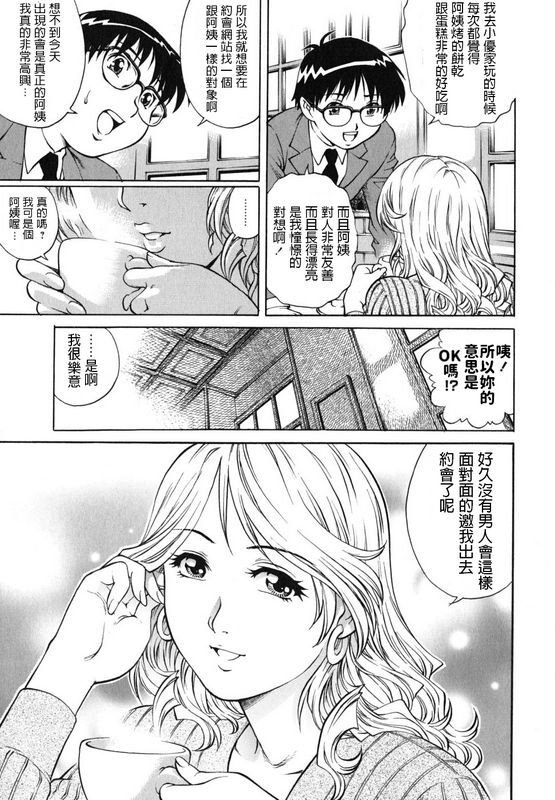 我去小優家玩的時候
每次都覺得
阿姨烤的餅乾
跟蛋糕非常的好吃啊
所以我就想要在
約會網站找一個
跟阿姨一樣的
對象啊
想不到今天
出現的會是真正的阿姨
我真的非常高興…
而且阿姨
對人非常友善
而且長得漂亮
是我憧憬的
對想啊！
真的嗎？
我可是個
阿姨喔…
咦！
所以妳的
意思是
OK嗎!?
……是啊
我很樂意
好久沒有男人會這樣
面對面的邀我出去
約會了呢